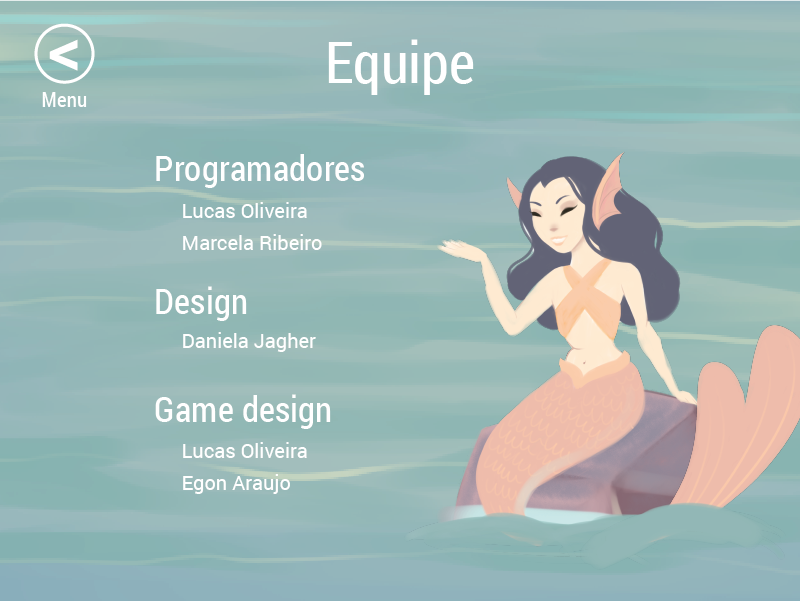 Equipe
<
Menu
Programadores
Lucas Oliveira
Marcela Ribeiro
Design
Daniela Jagher
Game design
Lucas Oliveira
Egon Araujo